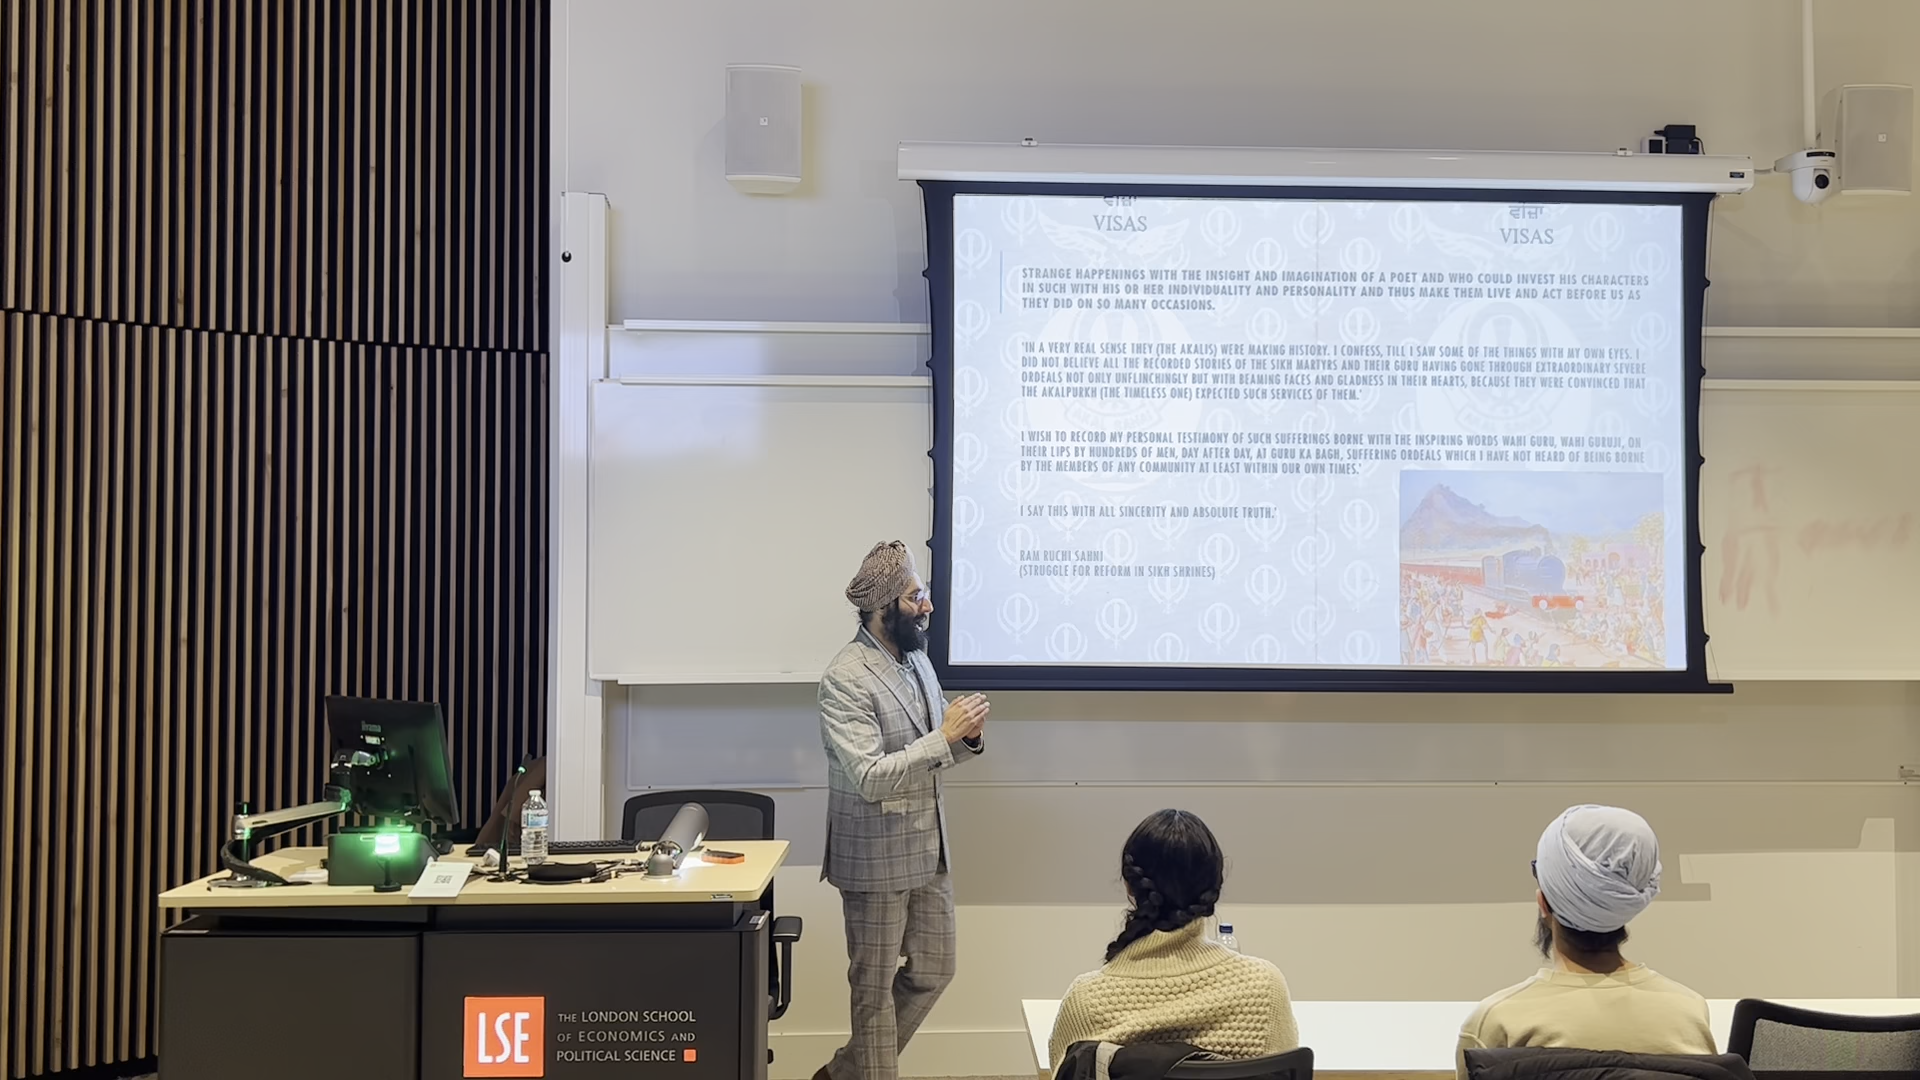 ਵੀਜ਼ਾ
VISAS
ਵੀਜ਼ਾ
VISAS
STRANGE HAPPENINGS WITH THE INSIGHT AND IMAGINATION OF A POET AND WHO COULD INVEST HIS CHARACTERS
IN SUCH WITH HIS OR HER INDIVIDUALITY AND PERSONALITY AND THUS MAKE THEM LIVE AND ACT BEFORE US AS
THEY DID ON SO MANY OCCASIONS.
'IN A VERY REAL SENSE THEY (THE AKALIS) WERE MAKING HISTORY. I CONFESS, TILL I SAW SOME OF THE THINGS WITH MY OWN EYES. I
DID NOT BELIEVE ALL THE RECORDED STORIES OF THE SIKH MARTYRS AND THEIR GURU HAVING GONE THROUGH EXTRAORDINARY SEVERE
ORDEALS NOT ONLY UNFLINCHINGLY BUT WITH BEAMING FACES AND GLADNESS IN THEIR HEARTS, BECAUSE THEY WERE CONVINCED THAT
THE AKALPURKH (THE TIMELESS ONE) EXPECTED SUCH SERVICES OF THEM.'
I WISH TO RECORD MY PERSONAL TESTIMONY OF SUCH SUFFERINGS BORNE WITH THE INSPIRING WORDS WAHI GURU, WAHI GURUJI, ON
THEIR LIPS BY HUNDREDS OF MEN, DAY AFTER DAY, AT GURU KA BAGH, SUFFERING ORDEALS WHICH I HAVE NOT HEARD OF BEING BORNE
BY THE MEMBERS OF ANY COMMUNITY AT LEAST WITHIN OUR OWN TIMES.'
I SAY THIS WITH ALL SINCERITY AND ABSOLUTE TRUTH.'
RAM RUCHI SAHNI
(STRUGGLE FOR REFORM IN SIKH SHRINES)
iiyama
LSE
THE LONDON SCHOOL
OF ECONOMICS AND
POLITICAL SCIENCE